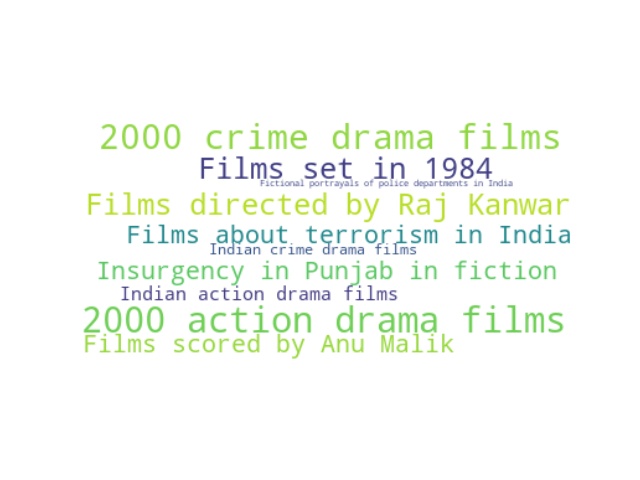 2000 crime drama films
Films set in 1984
Fictional portrayals of police departments in India
Films directed by Raj Kanwar
Films about terrorism in India
Indian crime drama films
Insurgency in Punjab in fiction
Indian action drama films
2000 action drama films
Films scored by Anu Malik